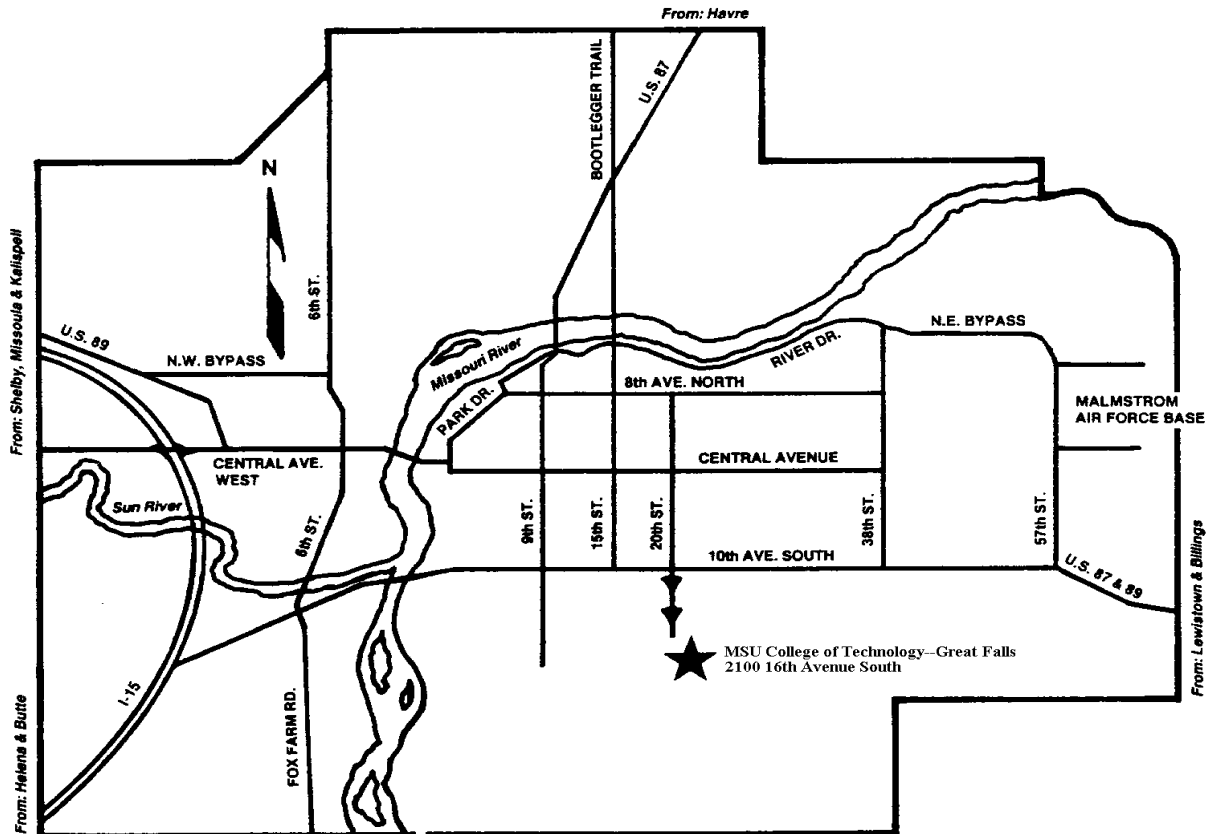 From: Havre
BOOTLEGGER TRAIL
U.S. 87
N
From: Shelby, Missoula & Kalispell
6th ST.
U.S. 89
N.W. BYPASS
Missouri River
PARK DR.
RIVER DR.
N.E. BYPASS
8th AVE. NORTH
MALMSTROM
AIR FORCE BASE
CENTRAL AVE.
WEST
CENTRAL AVENUE
Sun River
6th ST.
9th ST.
15th ST.
20th ST.
38th ST.
57th ST.
10th AVE. SOUTH
U.S. 87 & 89
From: Lewistown & Billings
MSU College of Technology--Great Falls
2100 16th Avenue South
I-15
FOX FARM RD.
From: Helena & Butte